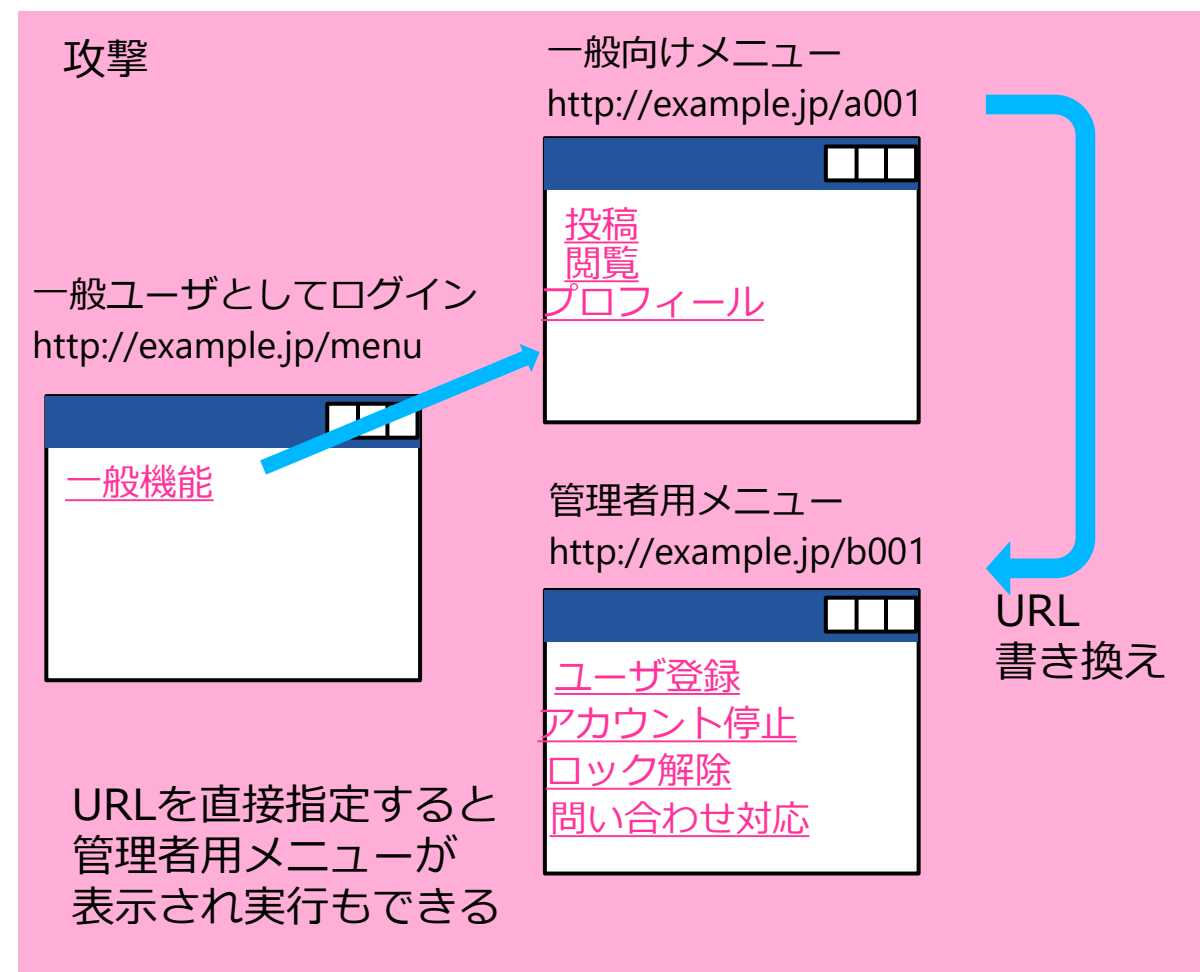 攻撃
一般向けメニュー
http://example.jp/a001
投稿
閲覧
プロフィール
一般ユーザとしてログイン
http://example.jp/menu
一般機能
管理者用メニュー
http://example.jp/b001
ユーザ登録
アカウント停止
ロック解除
問い合わせ対応
URL
書き換え
URLを直接指定すると
管理者用メニューが
表示され実行もできる